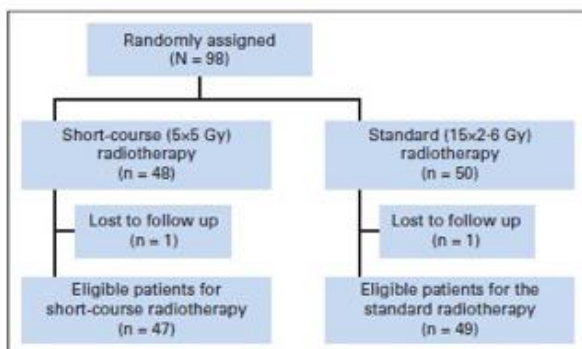 Randomly assigned
(N = 98)
Short-course (5×5 Gy)
radiotherapy
(n = 48)
Standard (15×2·6 Gy)
radiotherapy
(n = 50)
Lost to follow up
(n = 1)
Lost to follow up
(n = 1)
Eligible patients for
short-course radiotherapy
(n = 47)
Eligible patients for the
standard radiotherapy
(n = 49)